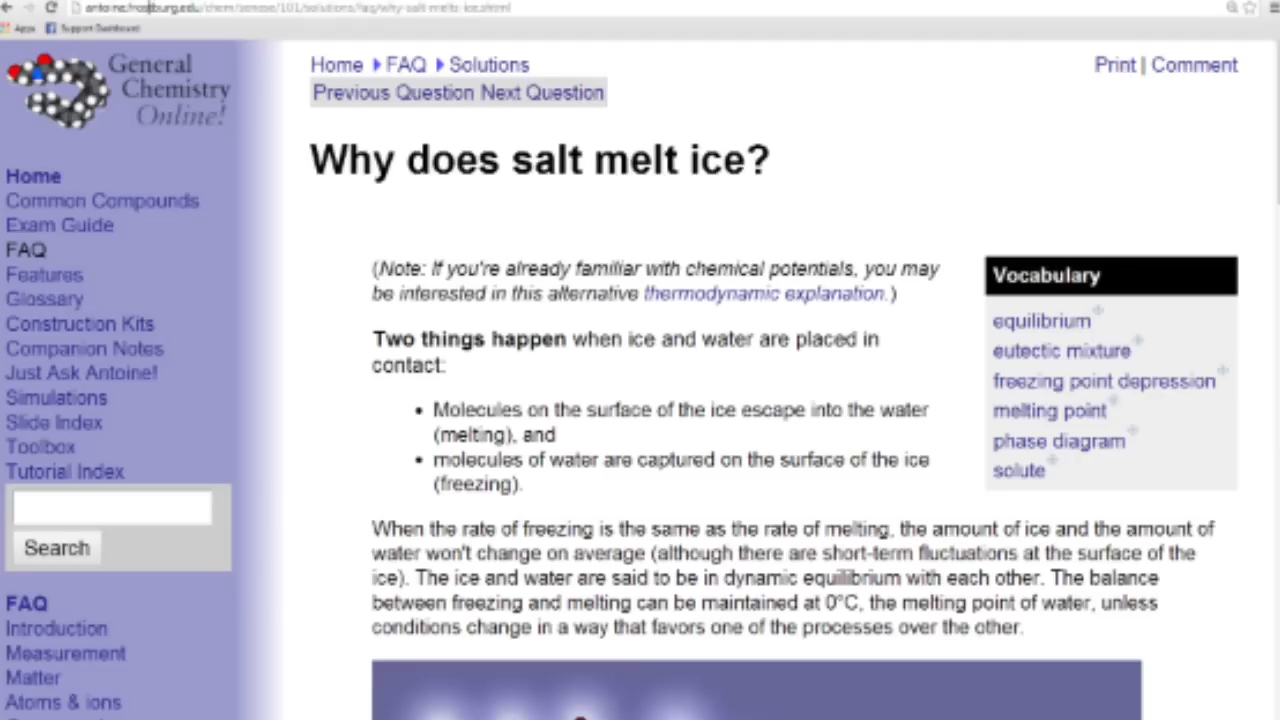 Apps Support Dashboard
General
Chemistry
Online!
Home
Common Compounds
Exam Guide
FAQ
Features
Glossary
Construction Kits
Companion Notes
Just Ask Antoine!
Simulations
Slide Index
Toolbox
Tutorial Index
Search
FAQ
Introduction
Measurement
Matter
Atoms & ions
Home FAQ Solutions
Print | Comment
Previous Question Next Question
Why does salt melt ice?
(Note: If you're already familiar with chemical potentials, you may
be interested in this alternative thermodynamic explanation.)
Two things happen when ice and water are placed in
contact:
• Molecules on the surface of the ice escape into the water
(melting), and
• molecules of water are captured on the surface of the ice
(freezing).
Vocabulary
equilibrium
eutectic mixture
freezing point depression
melting point
phase diagram
solute
When the rate of freezing is the same as the rate of melting, the amount of ice and the amount of
water won't change on average (although there are short-term fluctuations at the surface of the
ice). The ice and water are said to be in dynamic equilibrium with each other. The balance
between freezing and melting can be maintained at 0°C, the melting point of water, unless
conditions change in a way that favors one of the processes over the other.